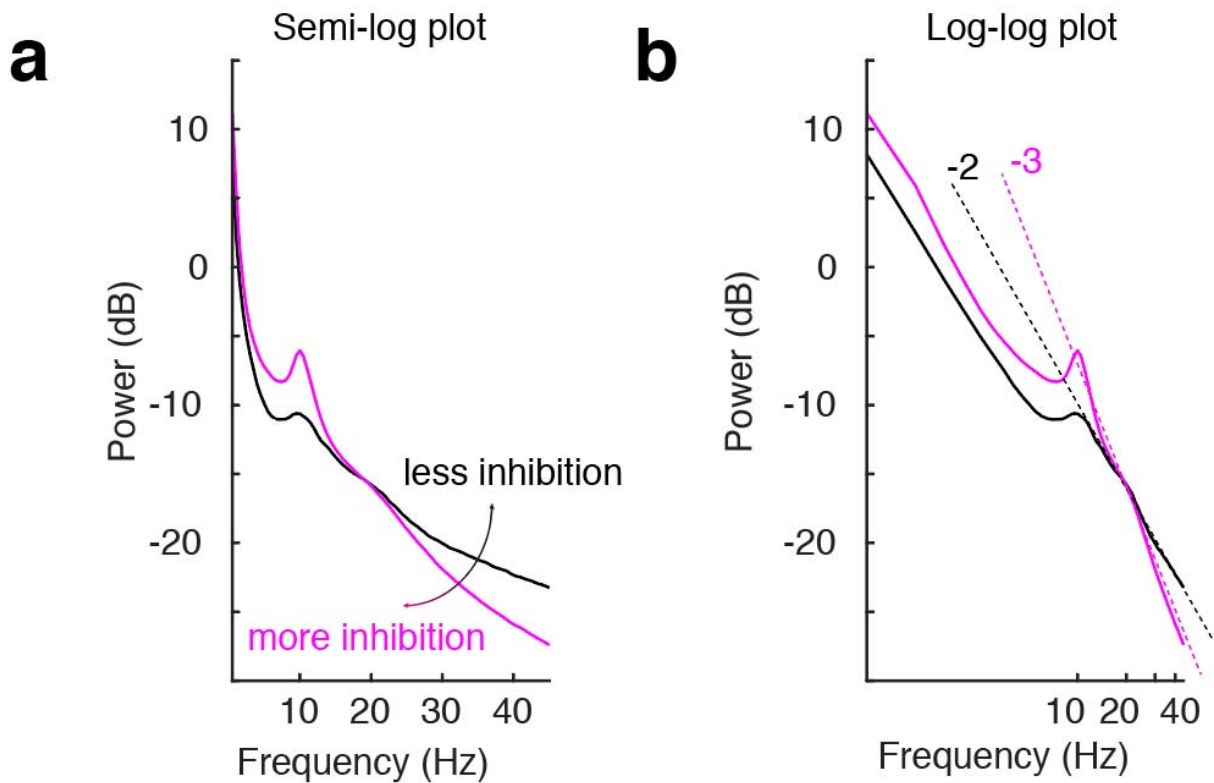 a
Semi-log plot
Power (dB)
10
0
-10
-20
less inhibition
more inhibition
10 20 30 40
Frequency (Hz)
b
Log-log plot
Power (dB)
10
0
-10
-20
-2
-3
10 20 40
Frequency (Hz)